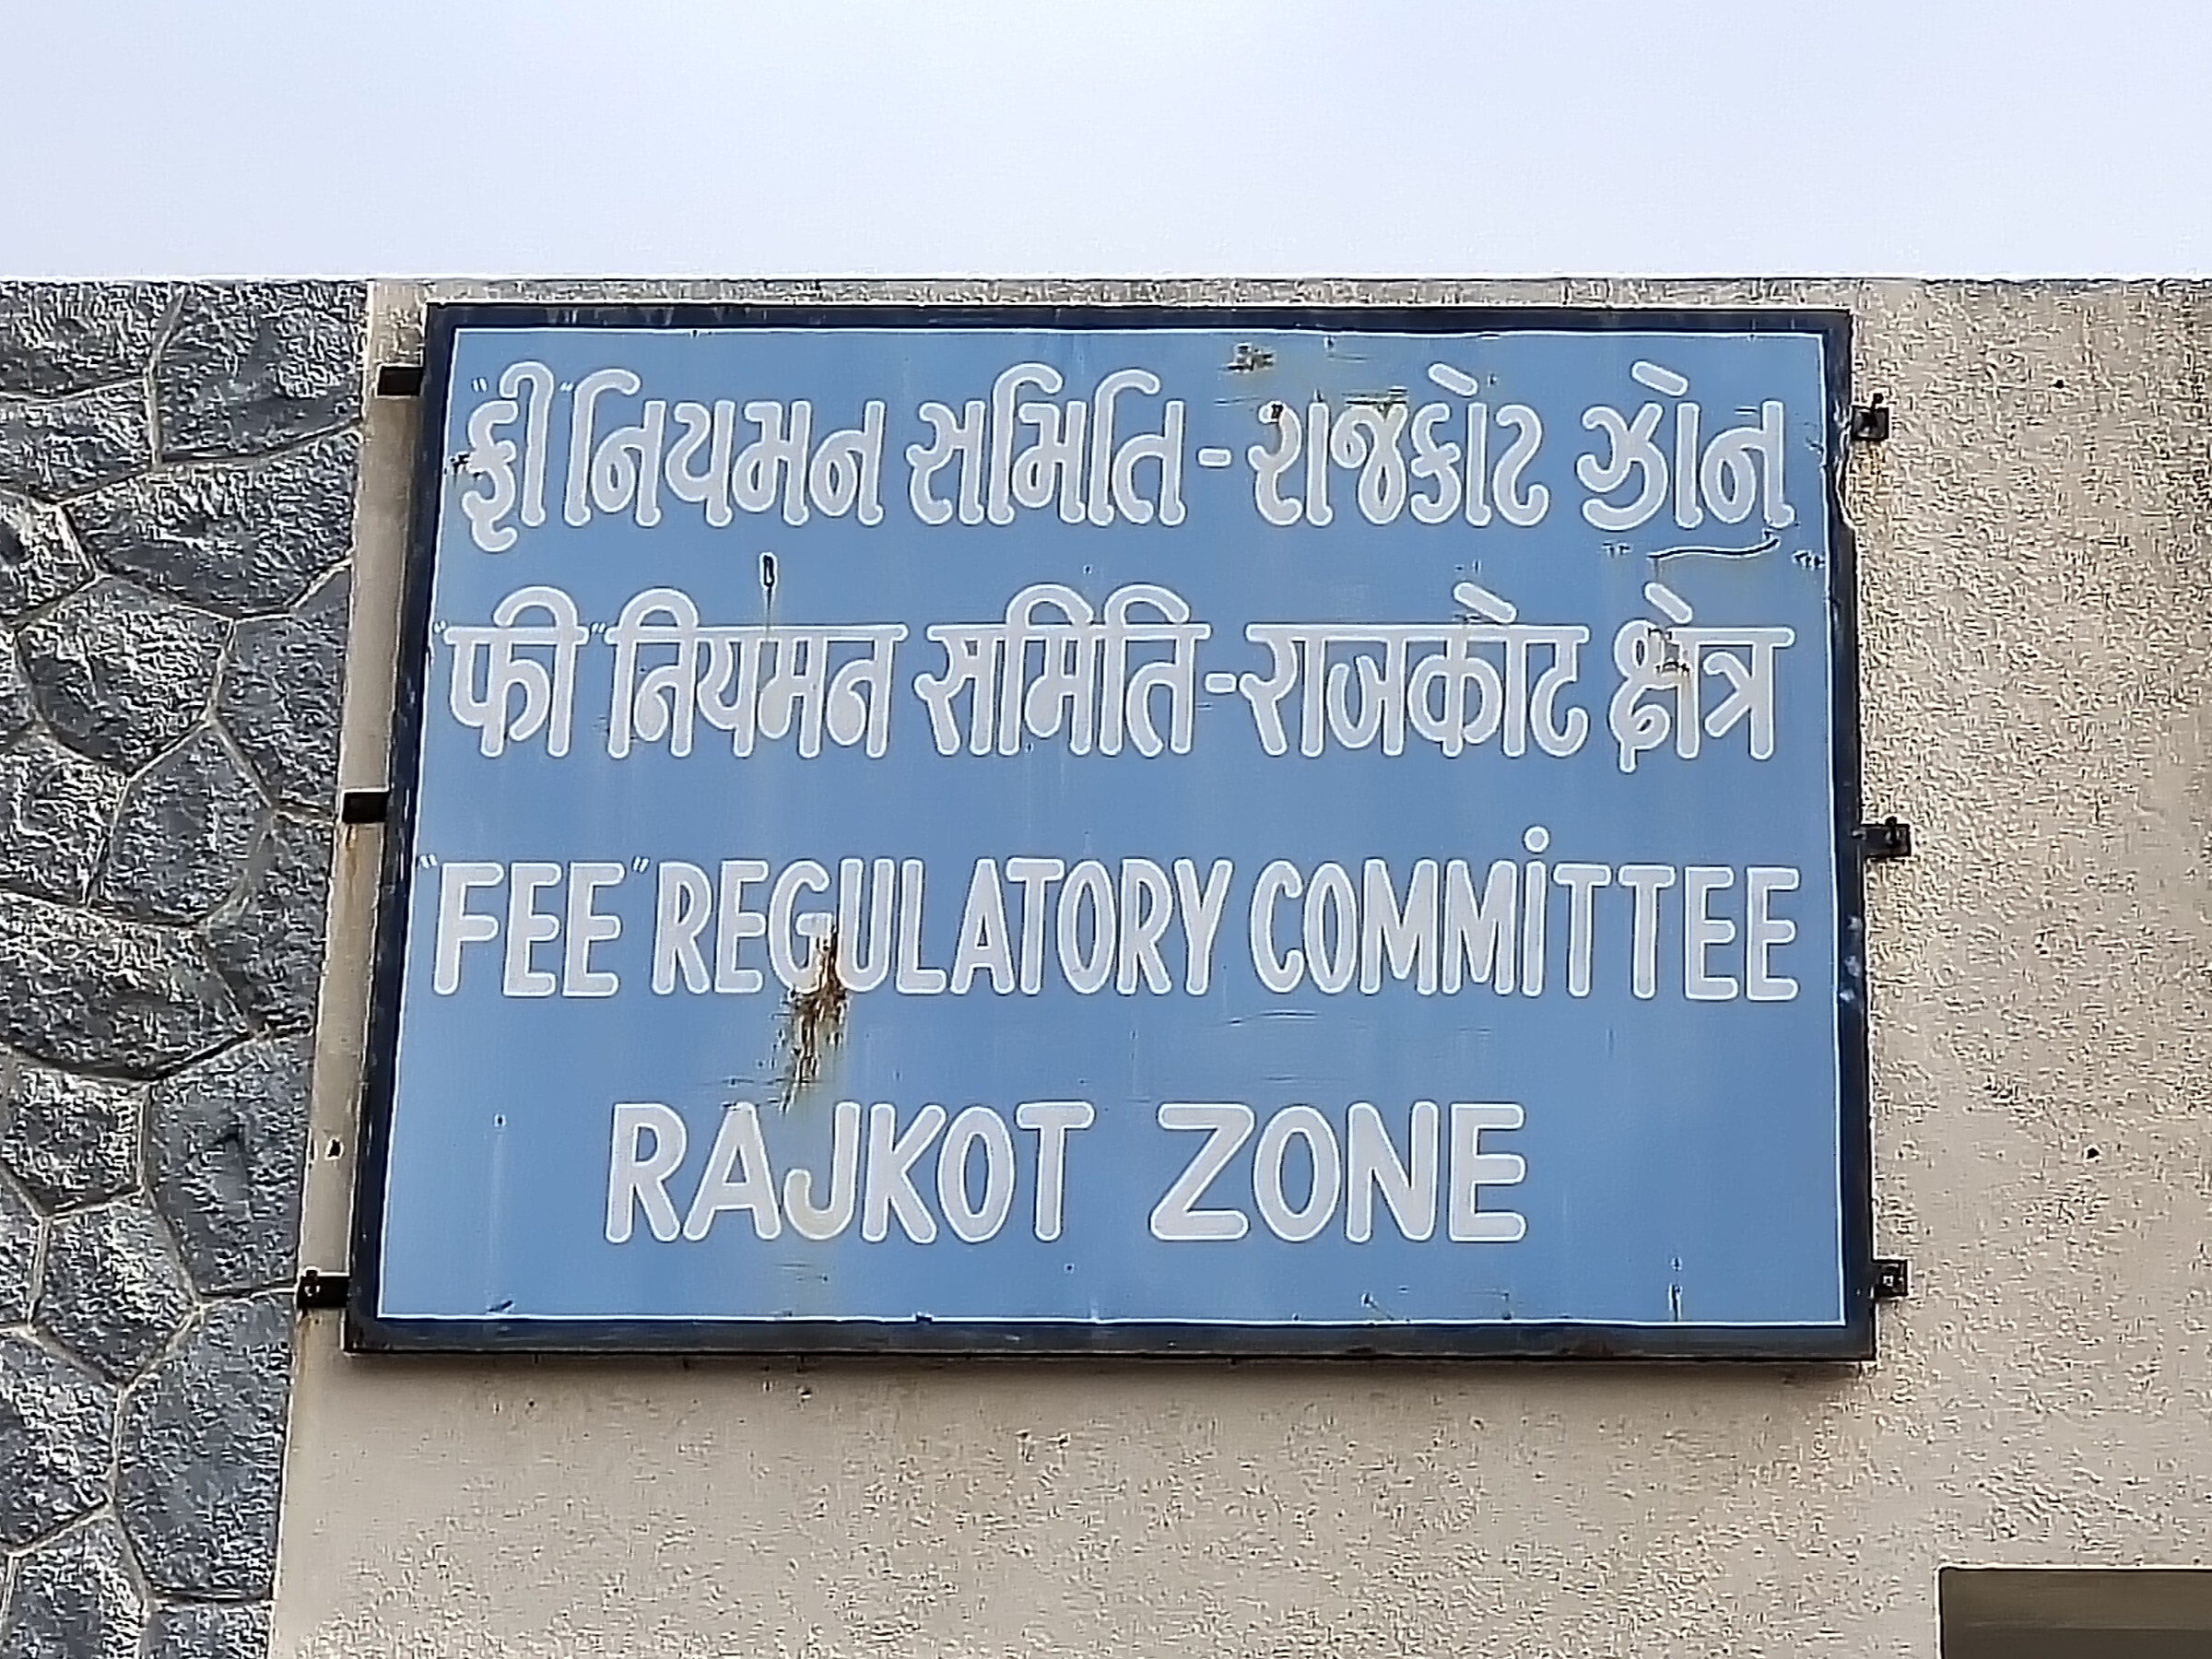 "ફી" નિયમન સમિતિ-રાજકોટ ઝોન
"फी" नियमन समिति-राजकोट क्षेत्र
"FEE" REGULATORY COMMiTTEE
RAJKOT ZONE